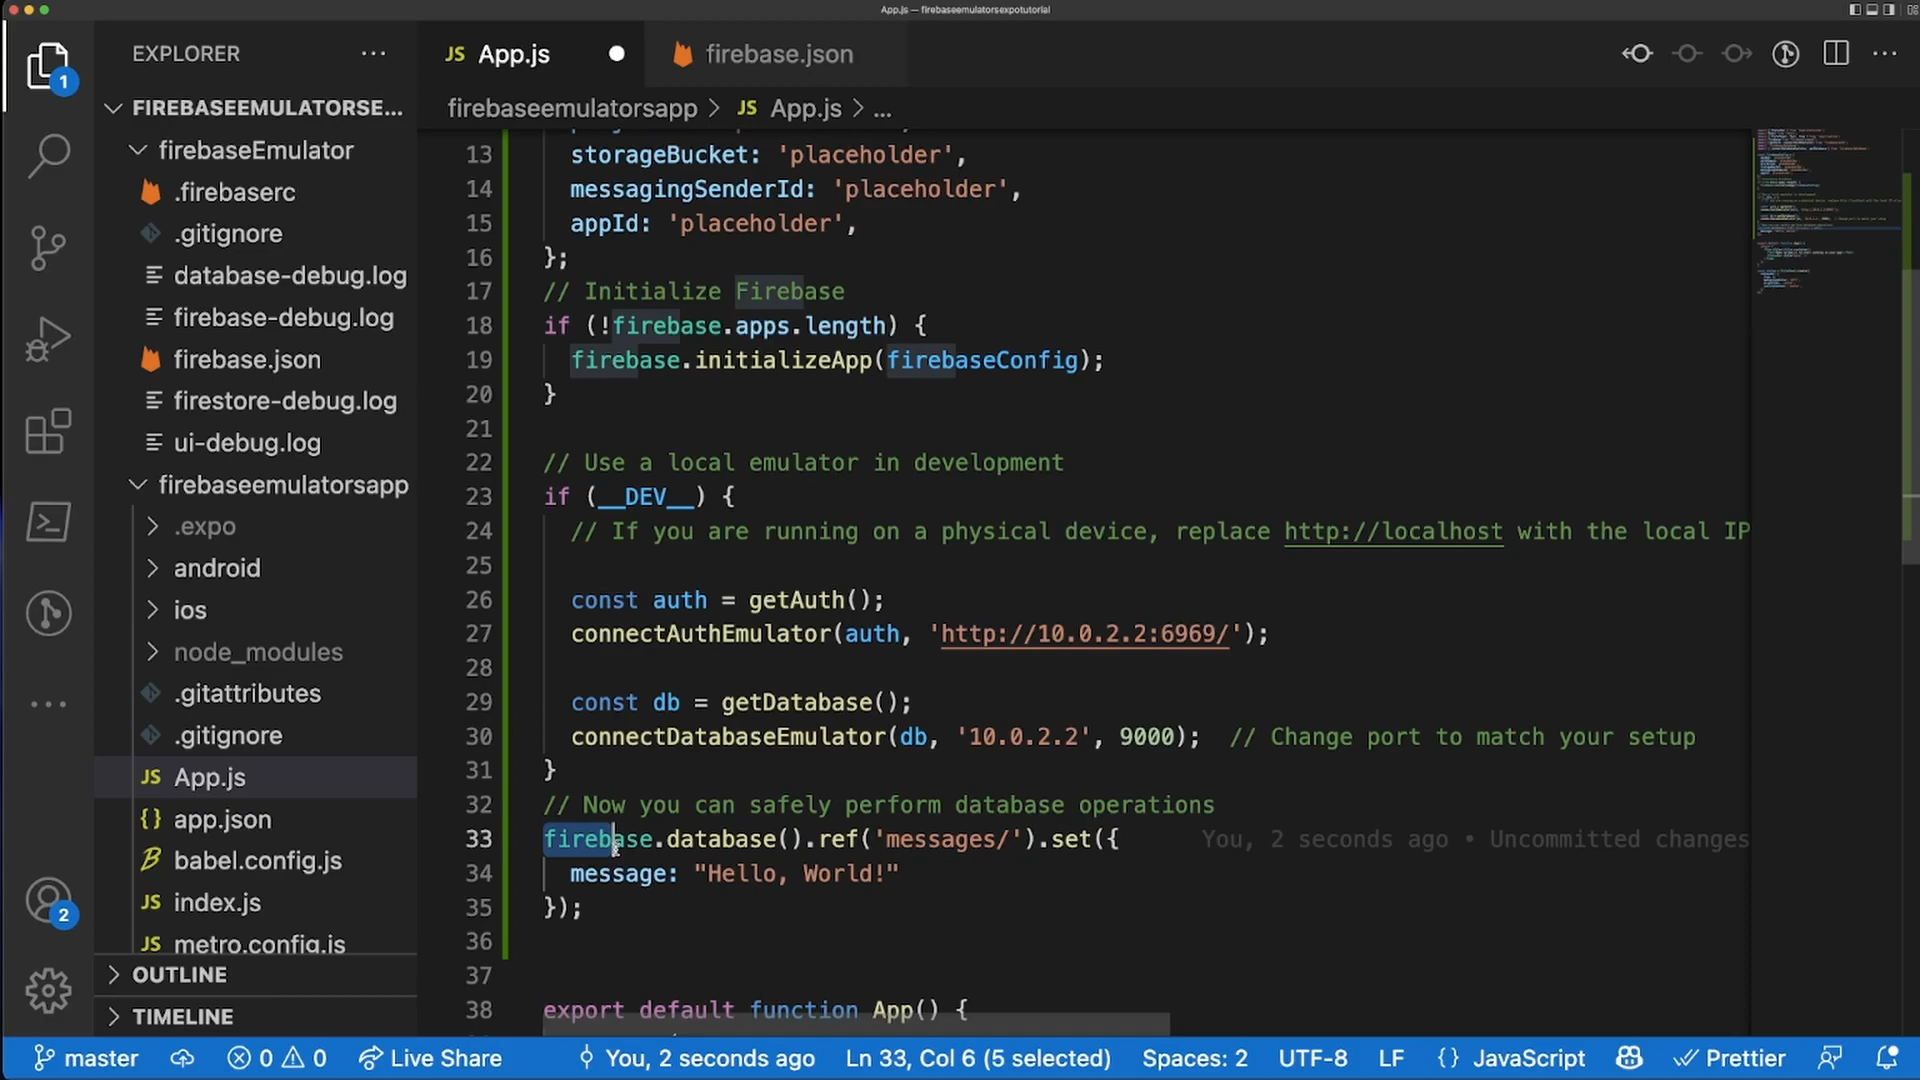 App.js — firebaseemulatorsexpotutorial
EXPLORER
JS App.js
firebase.json
1
FIREBASEEMULATORSE...
firebaseemulatorsapp > JS App.js > ...
firebaseEmulator
.firebaserc
.gitignore
database-debug.log
firebase-debug.log
firebase.json
firestore-debug.log
ui-debug.log
firebaseemulatorsapp
.expo
android
ios
node_modules
.gitattributes
.gitignore
JS App.js
{} app.json
babel.config.js
JS index.js
JS metro.config.js
OUTLINE
TIMELINE
2
13 storageBucket: 'placeholder',
14 messagingSenderId: 'placeholder',
15 appId: 'placeholder',
16 };
17 // Initialize Firebase
18 if (!firebase.apps.length) {
19 firebase.initializeApp(firebaseConfig);
20 }
21
22 // Use a local emulator in development
23 if (__DEV__) {
24 // If you are running on a physical device, replace http://localhost with the local IP
25
26 const auth = getAuth();
27 connectAuthEmulator(auth, 'http://10.0.2.2:6969/');
28
29 const db = getDatabase();
30 connectDatabaseEmulator(db, '10.0.2.2', 9000); // Change port to match your setup
31 }
32 // Now you can safely perform database operations
33 firebase.database().ref('messages/').set({ You, 2 seconds ago • Uncommitted changes
34 message: "Hello, World!"
35 });
36
37
38 export default function App() {
master 0 0 Live Share You, 2 seconds ago Ln 33, Col 6 (5 selected) Spaces: 2 UTF-8 LF {} JavaScript Prettier